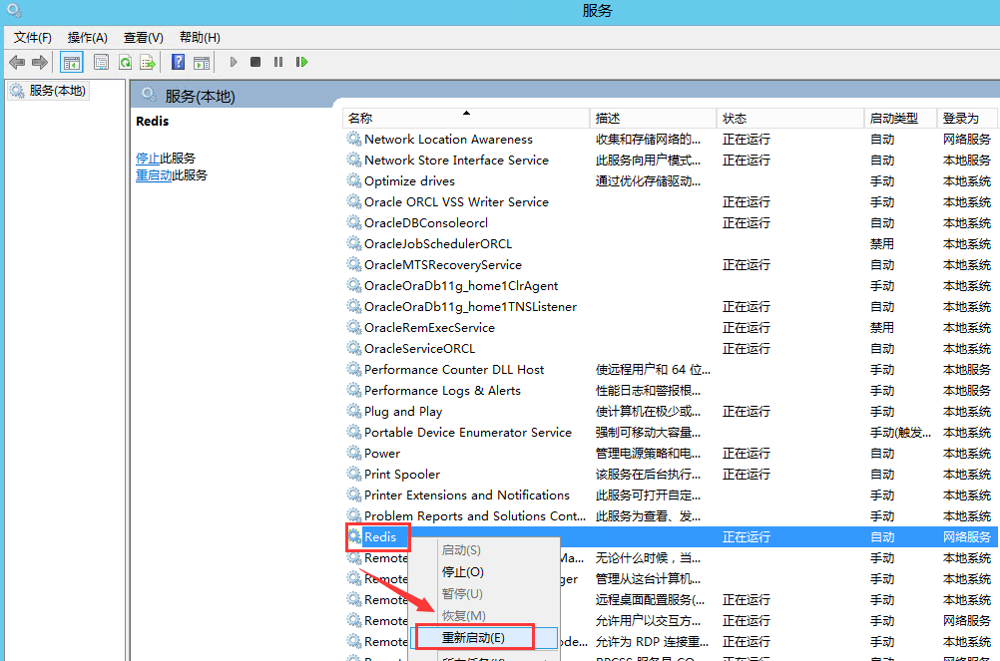 服务
文件(F) 操作(A) 查看(V) 帮助(H)
服务(本地)
服务(本地)
Redis
停止此服务
重启动此服务
名称 描述 状态 启动类型 登录为
Network Location Awareness 收集和存储网络的... 正在运行 自动 网络服务
Network Store Interface Service 此服务向用户模式... 正在运行 自动 本地服务
Optimize drives 通过优化存储驱动... 手动 本地系统
Oracle ORCL VSS Writer Service 正在运行 手动 本地系统
OracleDBConsoleorcl 正在运行 自动 本地系统
OracleJobSchedulerORCL 禁用 本地系统
OracleMTSRecoveryService 正在运行 自动 本地系统
OracleOraDb11g_home1ClrAgent 手动 本地系统
OracleOraDb11g_home1TNSListener 正在运行 自动 本地系统
OracleRemExecService 正在运行 禁用 本地系统
OracleServiceORCL 正在运行 自动 本地系统
Performance Counter DLL Host 使远程用户和 64 位... 手动 本地服务
Performance Logs & Alerts 性能日志和警报根... 手动 本地服务
Plug and Play 使计算机在极少或... 正在运行 手动 本地系统
Portable Device Enumerator Service 强制可移动大容量... 手动(触发... 本地系统
Power 管理电源策略和电... 正在运行 自动 本地系统
Print Spooler 该服务在后台执行... 正在运行 自动 本地系统
Printer Extensions and Notifications 此服务可打开自定... 手动 本地系统
Problem Reports and Solutions Cont... 此服务为查看、发... 手动 本地系统
Redis 正在运行 自动 网络服务
Remote Ma... 无论什么时候，当... 手动 本地系统
Remote ger 管理从这台计算机... 手动 本地系统
Remote 远程桌面配置服务(... 正在运行 手动 本地系统
Remote 允许用户以交互方... 正在运行 手动 网络服务
Remote ode... 允许为 RDP 连接重... 正在运行 手动 本地系统
启动(S)
停止(O)
暂停(U)
恢复(M)
重新启动(E)